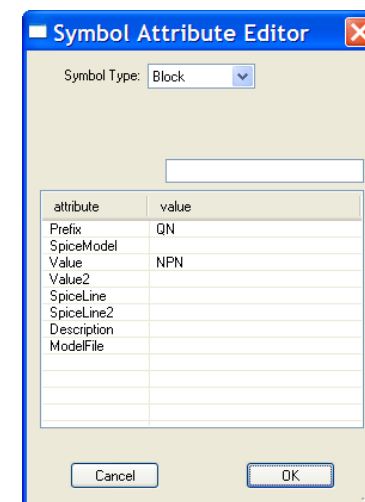 Symbol Attribute Editor
Symbol Type: Block
attribute value
Prefix QN
SpiceModel
Value NPN
Value2
SpiceLine
SpiceLine2
Description
ModelFile
Cancel OK